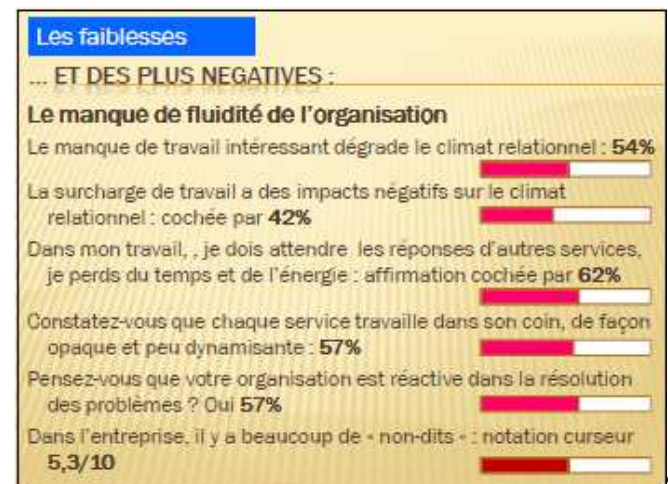 Les faiblesses
... ET DES PLUS NEGATIVES :
Le manque de fluidité de l'organisation
Le manque de travail intéressant dégrade le climat relationnel : 54%
La surcharge de travail a des impacts négatifs sur le climat
relationnel : cochée par 42%
Dans mon travail, , je dois attendre les réponses d'autres services,
je perds du temps et de l'énergie : affirmation cochée par 62%
Constatez-vous que chaque service travaille dans son coin, de façon
opaque et peu dynamisante : 57%
Pensez-vous que votre organisation est réactive dans la résolution
des problèmes ? Oui 57%
Dans l'entreprise, il y a beaucoup de « non-dits » : notation curseur
5,3/10